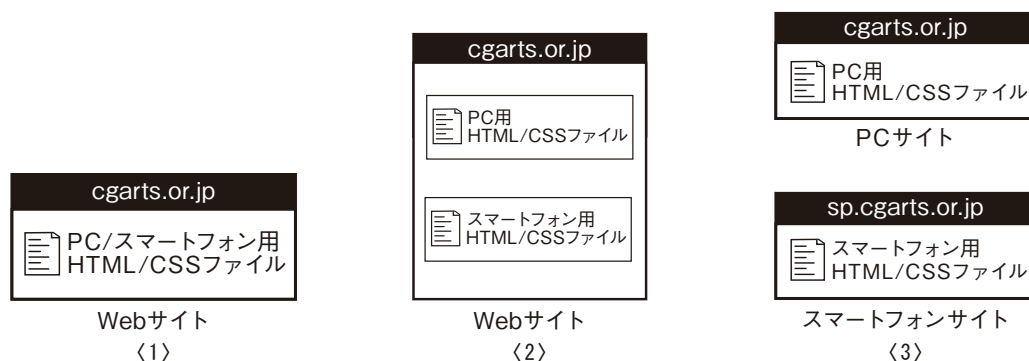 cgarts.or.jp
PC/スマートフォン用
HTML/CSSファイル
Webサイト
〈1〉
cgarts.or.jp
PC用
HTML/CSSファイル
スマートフォン用
HTML/CSSファイル
Webサイト
〈2〉
cgarts.or.jp
PC用
HTML/CSSファイル
PCサイト
sp.cgarts.or.jp
スマートフォン用
HTML/CSSファイル
スマートフォンサイト
〈3〉